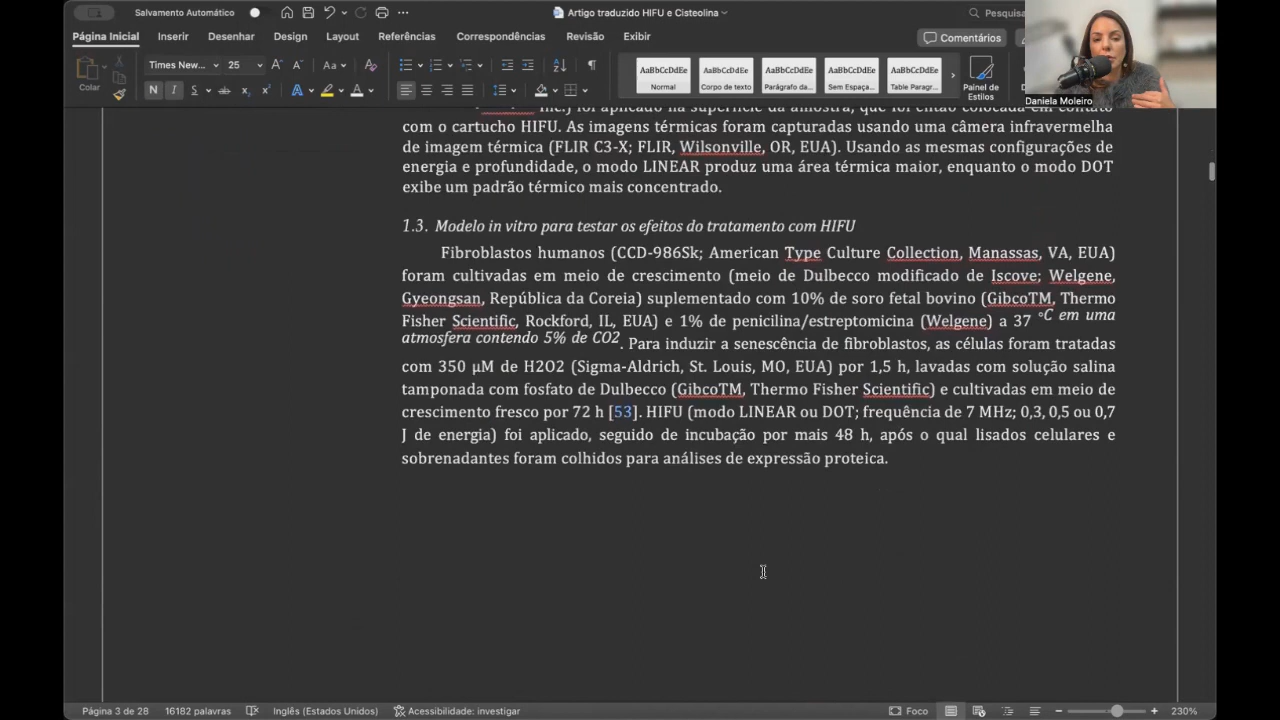 Salvamento Automático
Artigo traduzido HIFU e Cisteolina
Pesquisa
Página Inicial Inserir Desenhar Design Layout Referências Correspondências Revisão Exibir
Comentários
Colar
Times New... 25
AaBbCcDdEe AaBbCcDdEe AaBbCcDdEe AaBbCcDdEe AaBbCcDdEe
Normal Corpo de texto Parágrafo da... Sem Espaça... Table Paragr...
Painel de
Estilos
Daniela Moleiro
foi aplicado na superfície da amostra, que foi então colocada em contato
com o cartucho HIFU. As imagens térmicas foram capturadas usando uma câmera infravermelha
de imagem térmica (FLIR C3-X; FLIR, Wilsonville, OR, EUA). Usando as mesmas configurações de
energia e profundidade, o modo LINEAR produz uma área térmica maior, enquanto o modo DOT
exibe um padrão térmico mais concentrado.
1.3. Modelo in vitro para testar os efeitos do tratamento com HIFU
Fibroblastos humanos (CCD-986Sk; American Type Culture Collection, Manassas, VA, EUA)
foram cultivadas em meio de crescimento (meio de Dulbecco modificado de Iscove; Welgene,
Gyeongsan, República da Coreia) suplementado com 10% de soro fetal bovino (GibcoTM, Thermo
Fisher Scientific, Rockford, IL, EUA) e 1% de penicilina/estreptomicina (Welgene) a 37 °C em uma
atmosfera contendo 5% de CO2. Para induzir a senescência de fibroblastos, as células foram tratadas
com 350 μM de H2O2 (Sigma-Aldrich, St. Louis, MO, EUA) por 1,5 h, lavadas com solução salina
tamponada com fosfato de Dulbecco (GibcoTM, Thermo Fisher Scientific) e cultivadas em meio de
crescimento fresco por 72 h [53]. HIFU (modo LINEAR ou DOT; frequência de 7 MHz; 0,3, 0,5 ou 0,7
J de energia) foi aplicado, seguido de incubação por mais 48 h, após o qual lisados celulares e
sobrenadantes foram colhidos para análises de expressão proteica.
Página 3 de 28 16182 palavras Inglês (Estados Unidos) Acessibilidade: investigar Foco 230%